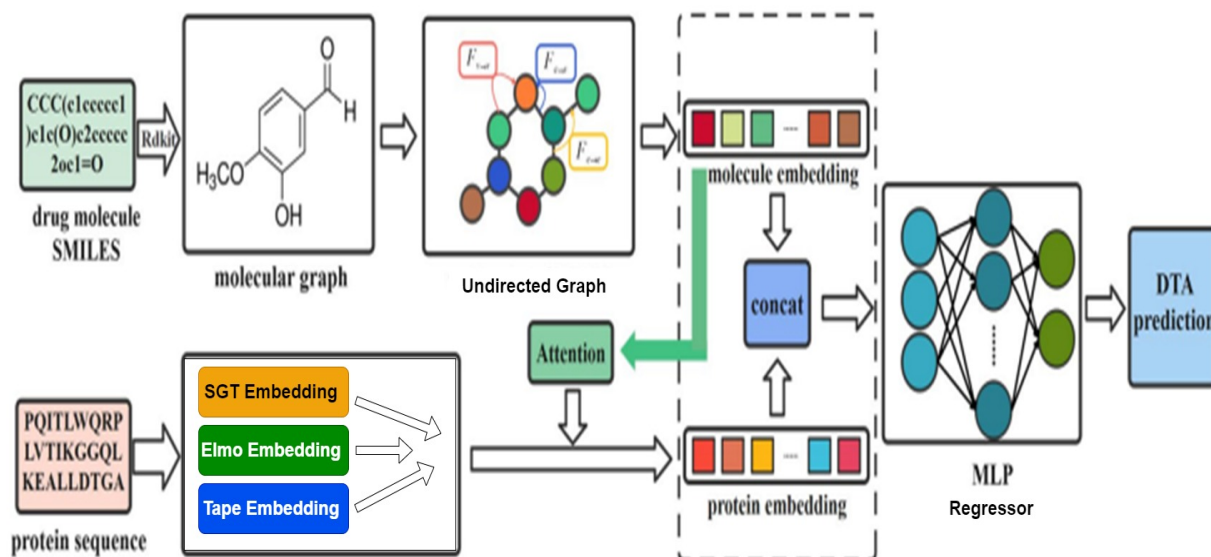 CCC(c1ccccc1
)c1c(O)c2ccccc
2oc1=O
drug molecule
SMILES
Rdkit
O
H
H₃CO
OH
molecular graph
Undirected Graph
molecule embedding
concat
Attention
PQITLWQRP
LVTIKGGQL
KEALLDTGA
protein sequence
SGT Embedding
Elmo Embedding
Tape Embedding
protein embedding
MLP
Regressor
DTA
prediction